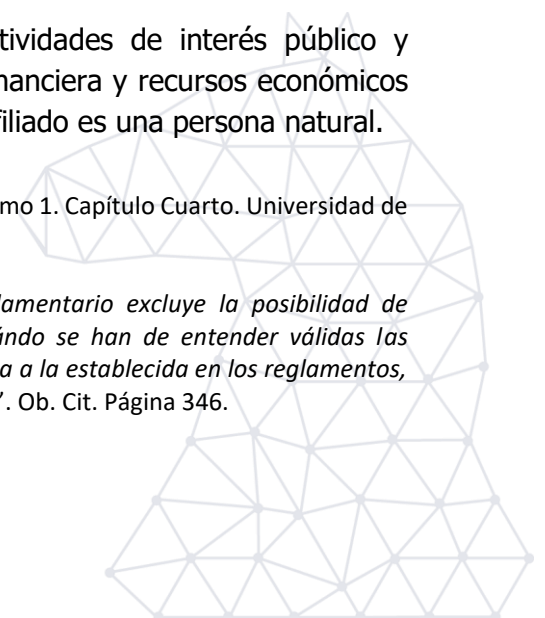 tividades de interés público y
nanciera y recursos económicos
filiado es una persona natural.
mo 1. Capítulo Cuarto. Universidad de
lamentario excluye la posibilidad de
ándo se han de entender válidas las
a a la establecida en los reglamentos,
”. Ob. Cit. Página 346.